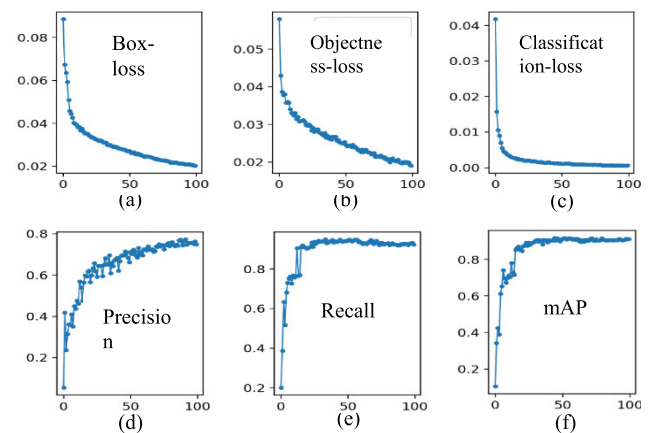 0.08
0.06
0.04
0.02
Box-
loss
0 50 100
(a)
0.05
0.04
0.03
0.02
Objectne
ss-loss
0 50 100
(b)
0.04
0.03
0.02
0.01
0.00
Classificat
ion-loss
0 50 100
(c)
0.8
0.6
0.4
0.2
Precisio
n
0 50 100
(d)
0.8
0.6
0.4
0.2
Recall
0 50 100
(e)
0.8
0.6
0.4
0.2
mAP
0 50 100
(f)